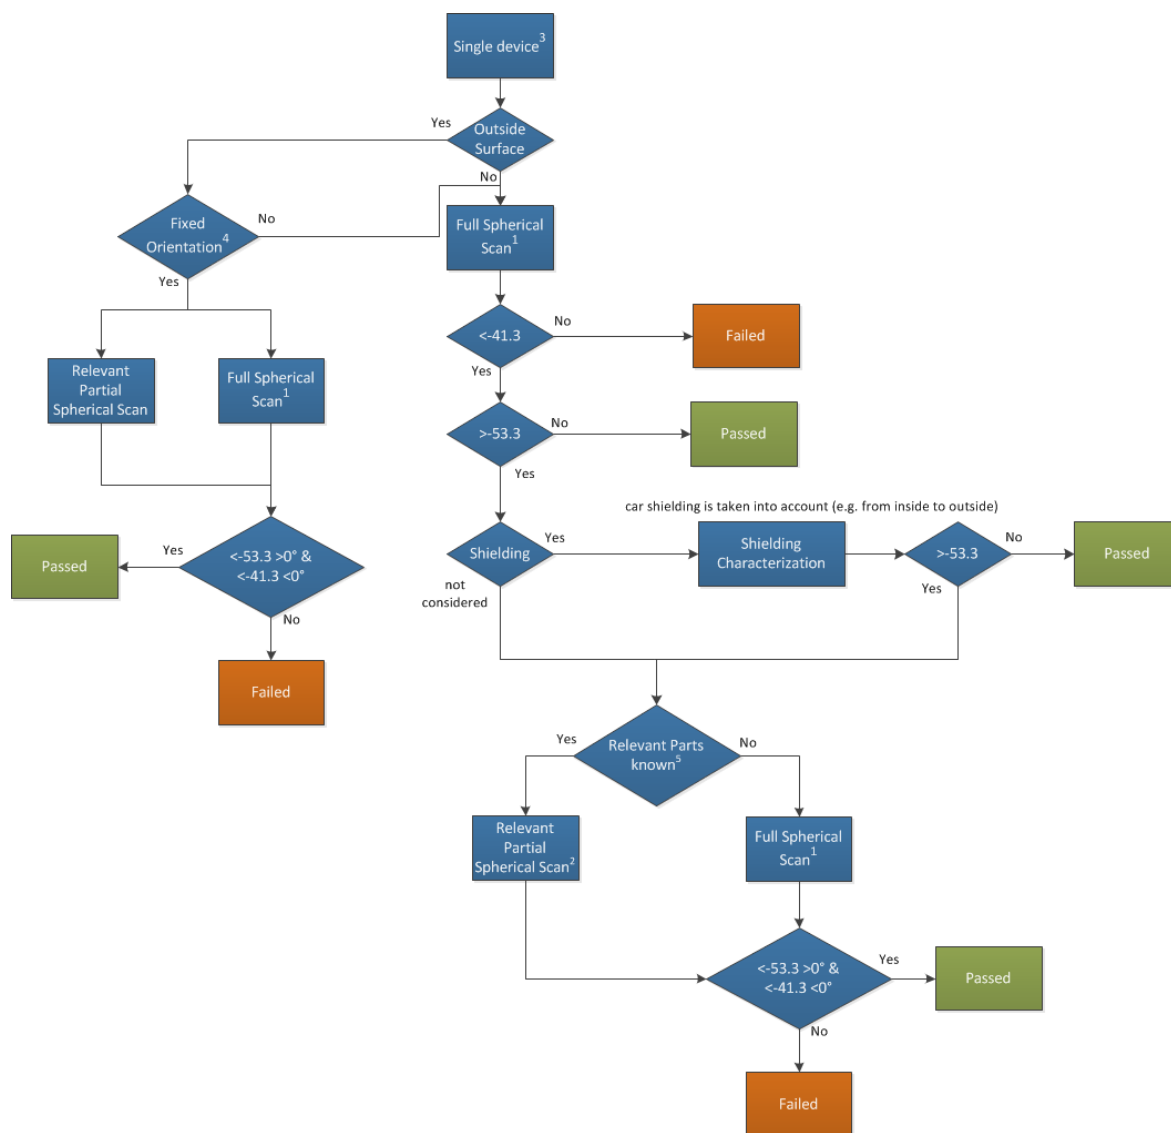 Single device3
Yes
Outside
Surface
No
Fixed
Orientation4
No
Yes
Full Spherical
Scan1
<-41.3
No
Failed
Yes
Relevant
Partial
Spherical Scan
Full Spherical
Scan1
>-53.3
No
Passed
Yes
car shielding is taken into account (e.g. from inside to outside)
Shielding
Yes
not
considered
Shielding
Characterization
>-53.3
No
Passed
Yes
Passed
Yes
<-53.3 >0° &
<-41.3 <0°
No
Failed
Yes
Relevant Parts
known5
No
Relevant
Partial
Spherical Scan2
Full Spherical
Scan1
<-53.3 >0° &
<-41.3 <0°
Yes
Passed
No
Failed